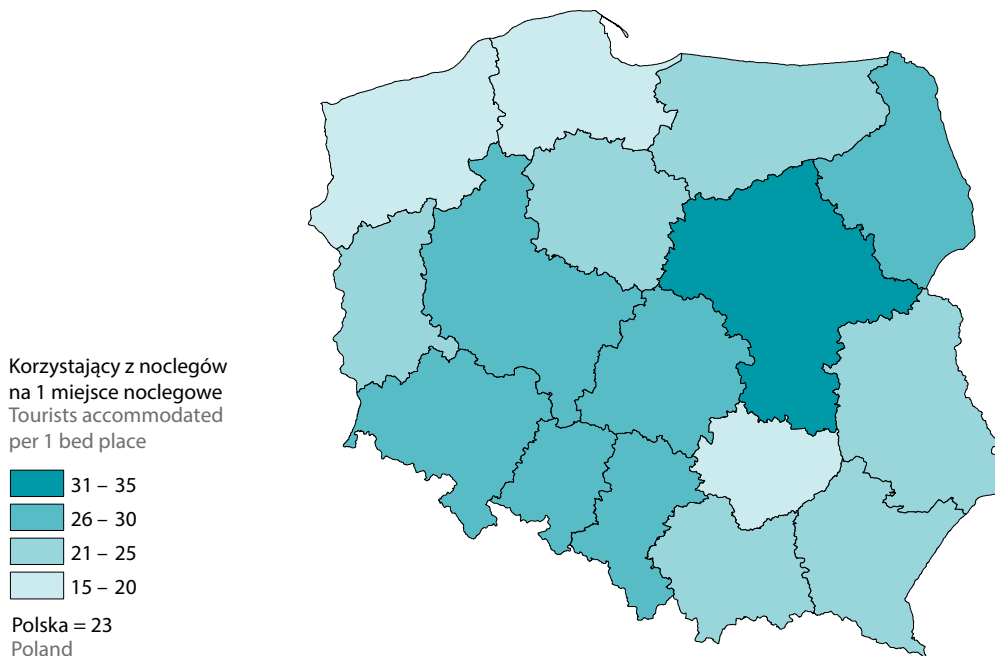 Korzystający z noclegów
na 1 miejsce noclegowe
Tourists accommodated
per 1 bed place
31 – 35
26 – 30
21 – 25
15 – 20
Polska = 23
Poland